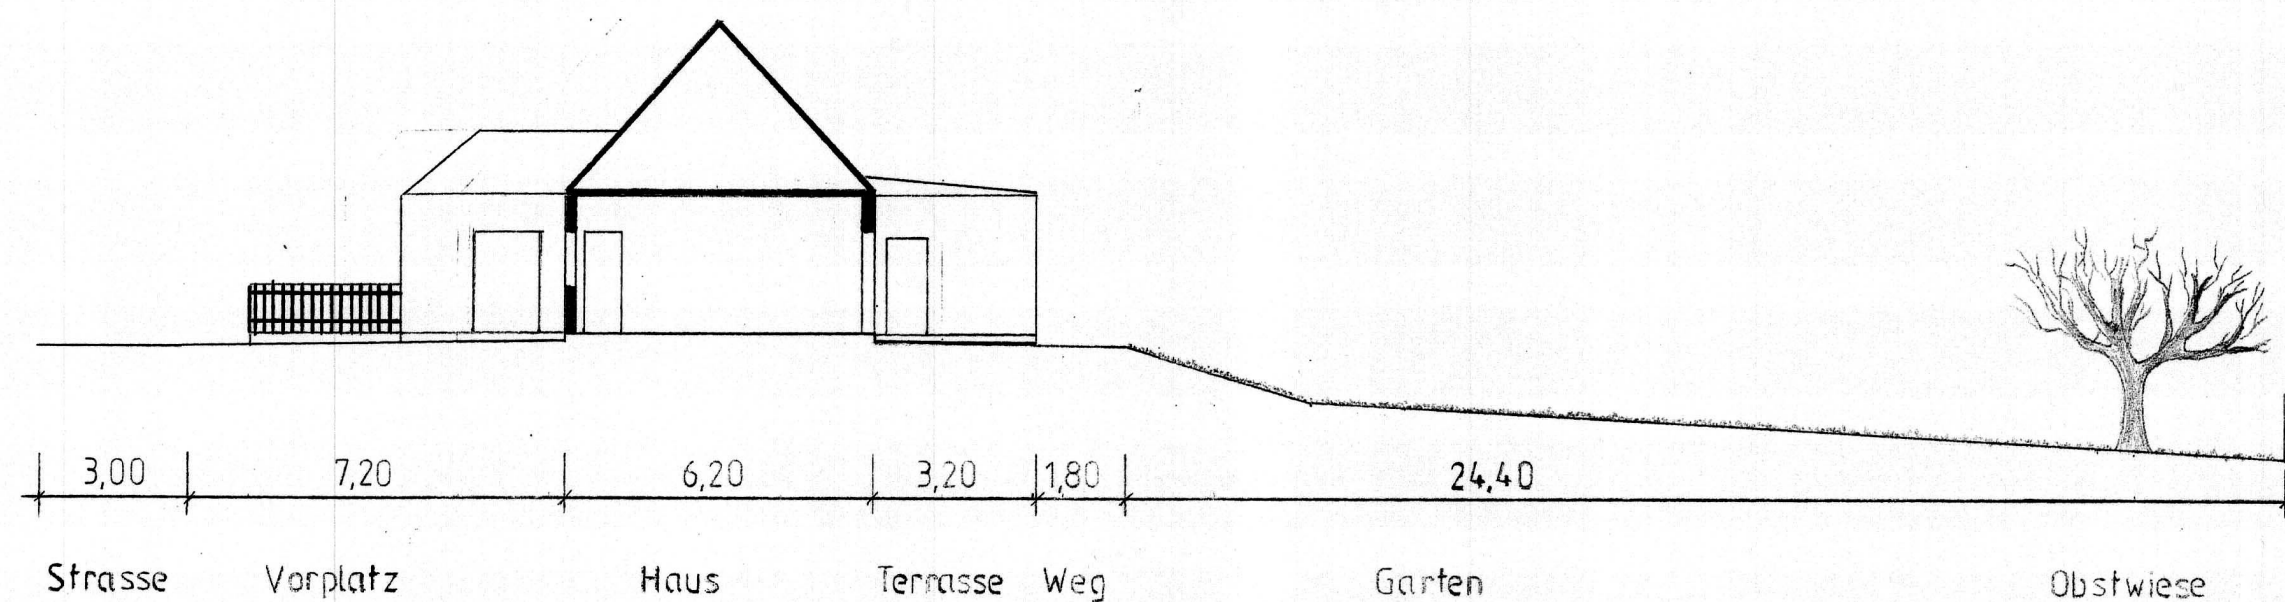 3,00 7,20 6,20 3,20 1,80 24,40
Strasse Vorplatz Haus Terrasse Weg Garten Obstwiese